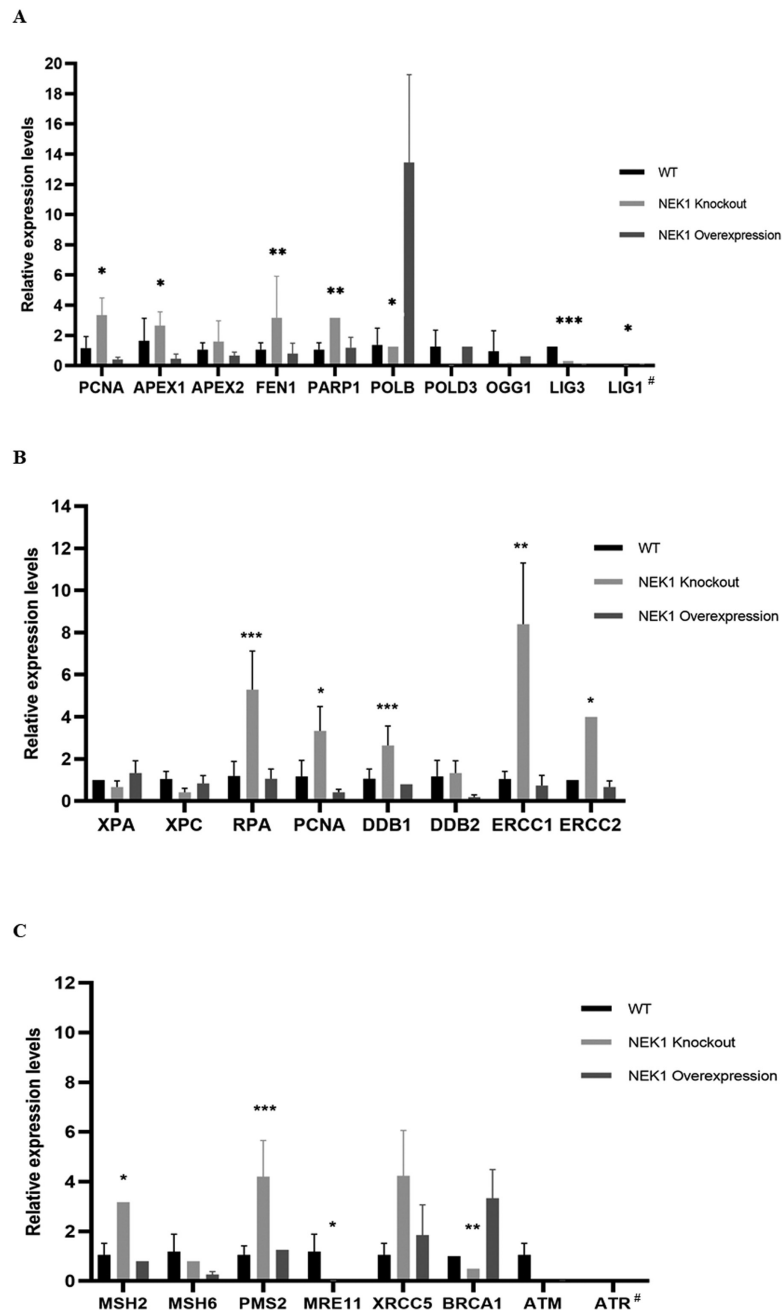 A
Relative expression levels
20
18
16
14
12
10
8
6
4
2
0
WT
NEK1 Knockout
NEK1 Overexpression
* * ** ** * *** *
PCNA APEX1 APEX2 FEN1 PARP1 POLB POLD3 OGG1 LIG3 LIG1 #
B
Relative expression levels
14
12
10
8
6
4
2
0
WT
NEK1 Knockout
NEK1 Overexpression
*** * *** ** *
XPA XPC RPA PCNA DDB1 DDB2 ERCC1 ERCC2
C
Relative expression levels
12
10
8
6
4
2
0
WT
NEK1 Knockout
NEK1 Overexpression
* *** * **
MSH2 MSH6 PMS2 MRE11 XRCC5 BRCA1 ATM ATR #